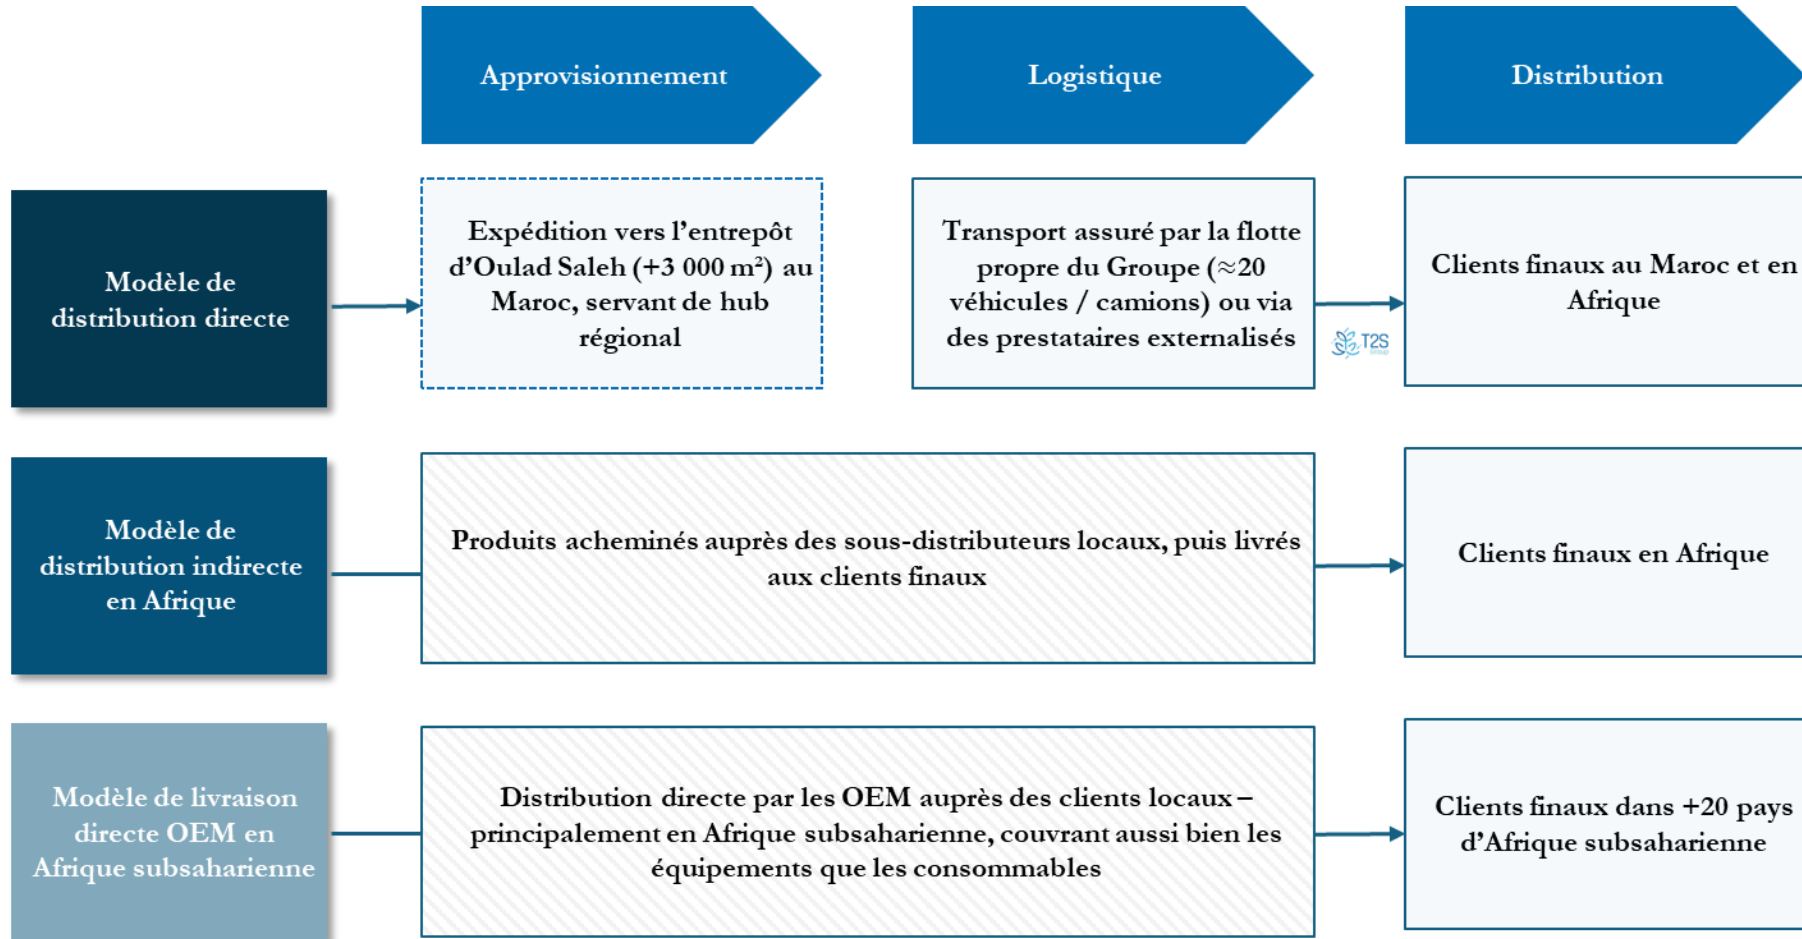 Approvisionnement
Logistique
Distribution
Modèle de
distribution directe
Expédition vers l’entrepôt
d’Oulad Saleh (+3 000 m²) au
Maroc, servant de hub
régional
Transport assuré par la flotte
propre du Groupe (≈20
véhicules / camions) ou via
des prestataires externalisés
T2S
Group
Clients finaux au Maroc et en
Afrique
Modèle de
distribution indirecte
en Afrique
Produits acheminés auprès des sous-distributeurs locaux, puis livrés
aux clients finaux
Clients finaux en Afrique
Modèle de livraison
directe OEM en
Afrique subsaharienne
Distribution directe par les OEM auprès des clients locaux –
principalement en Afrique subsaharienne, couvrant aussi bien les
équipements que les consommables
Clients finaux dans +20 pays
d’Afrique subsaharienne